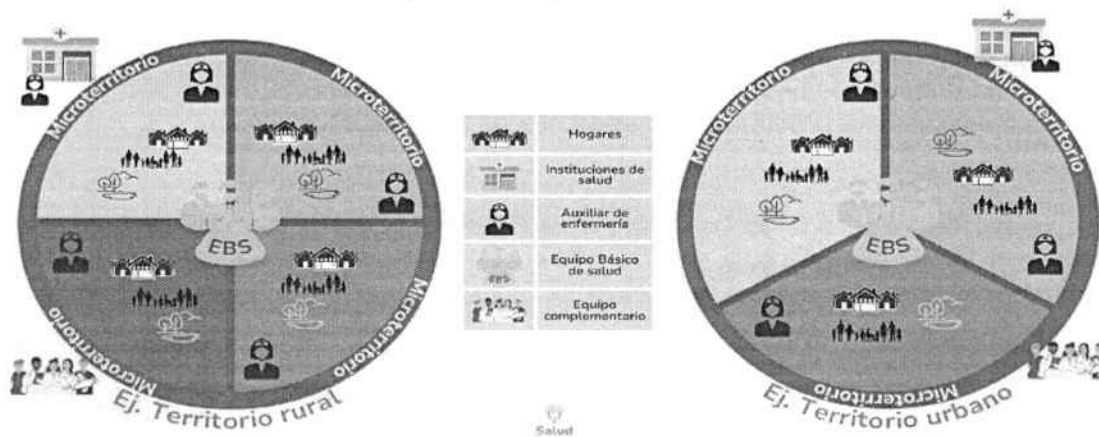 Microterritorio
Microterritorio
Microterritorio
Microterritorio
EBS
Ej. Territorio rural
Hogares
Instituciones de
salud
Auxiliar de
enfermería
EBS
Equipo Básico
de salud
Equipo
complementario
Salud
Microterritorio
Microterritorio
Microterritorio
EBS
Ej. Territorio urbano